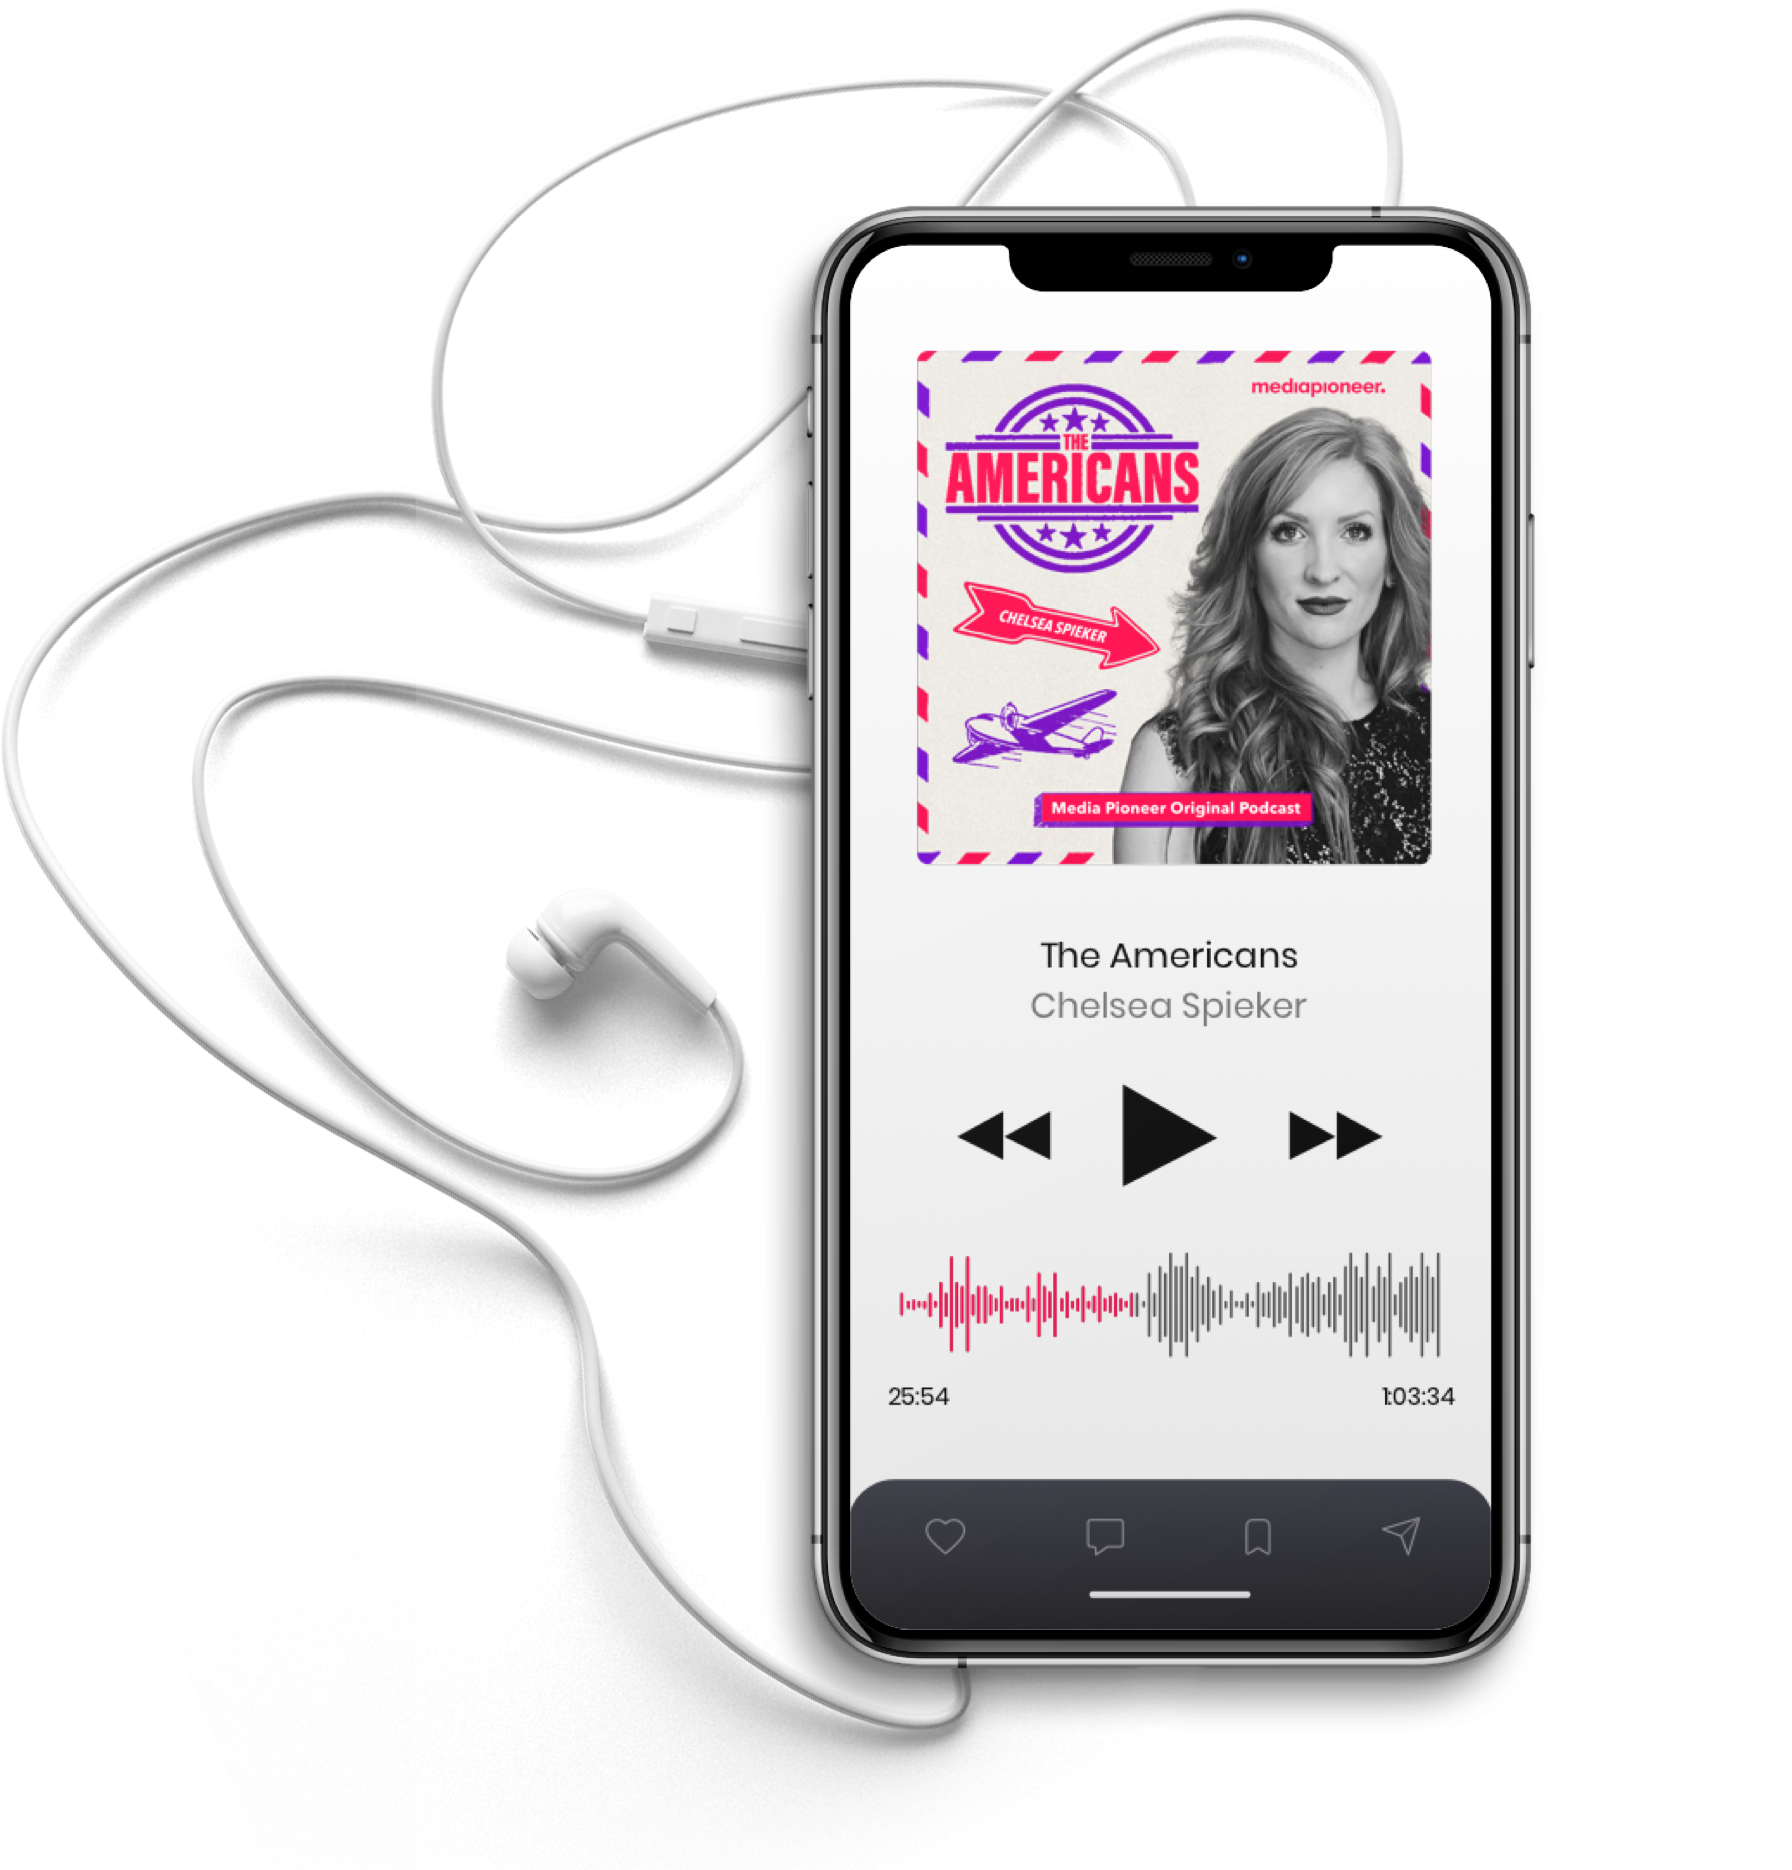 mediapioneer.
THE
AMERICANS
CHELSEA SPIEKER
Media Pioneer Original Podcast
The Americans
Chelsea Spieker
25:54
1:03:34